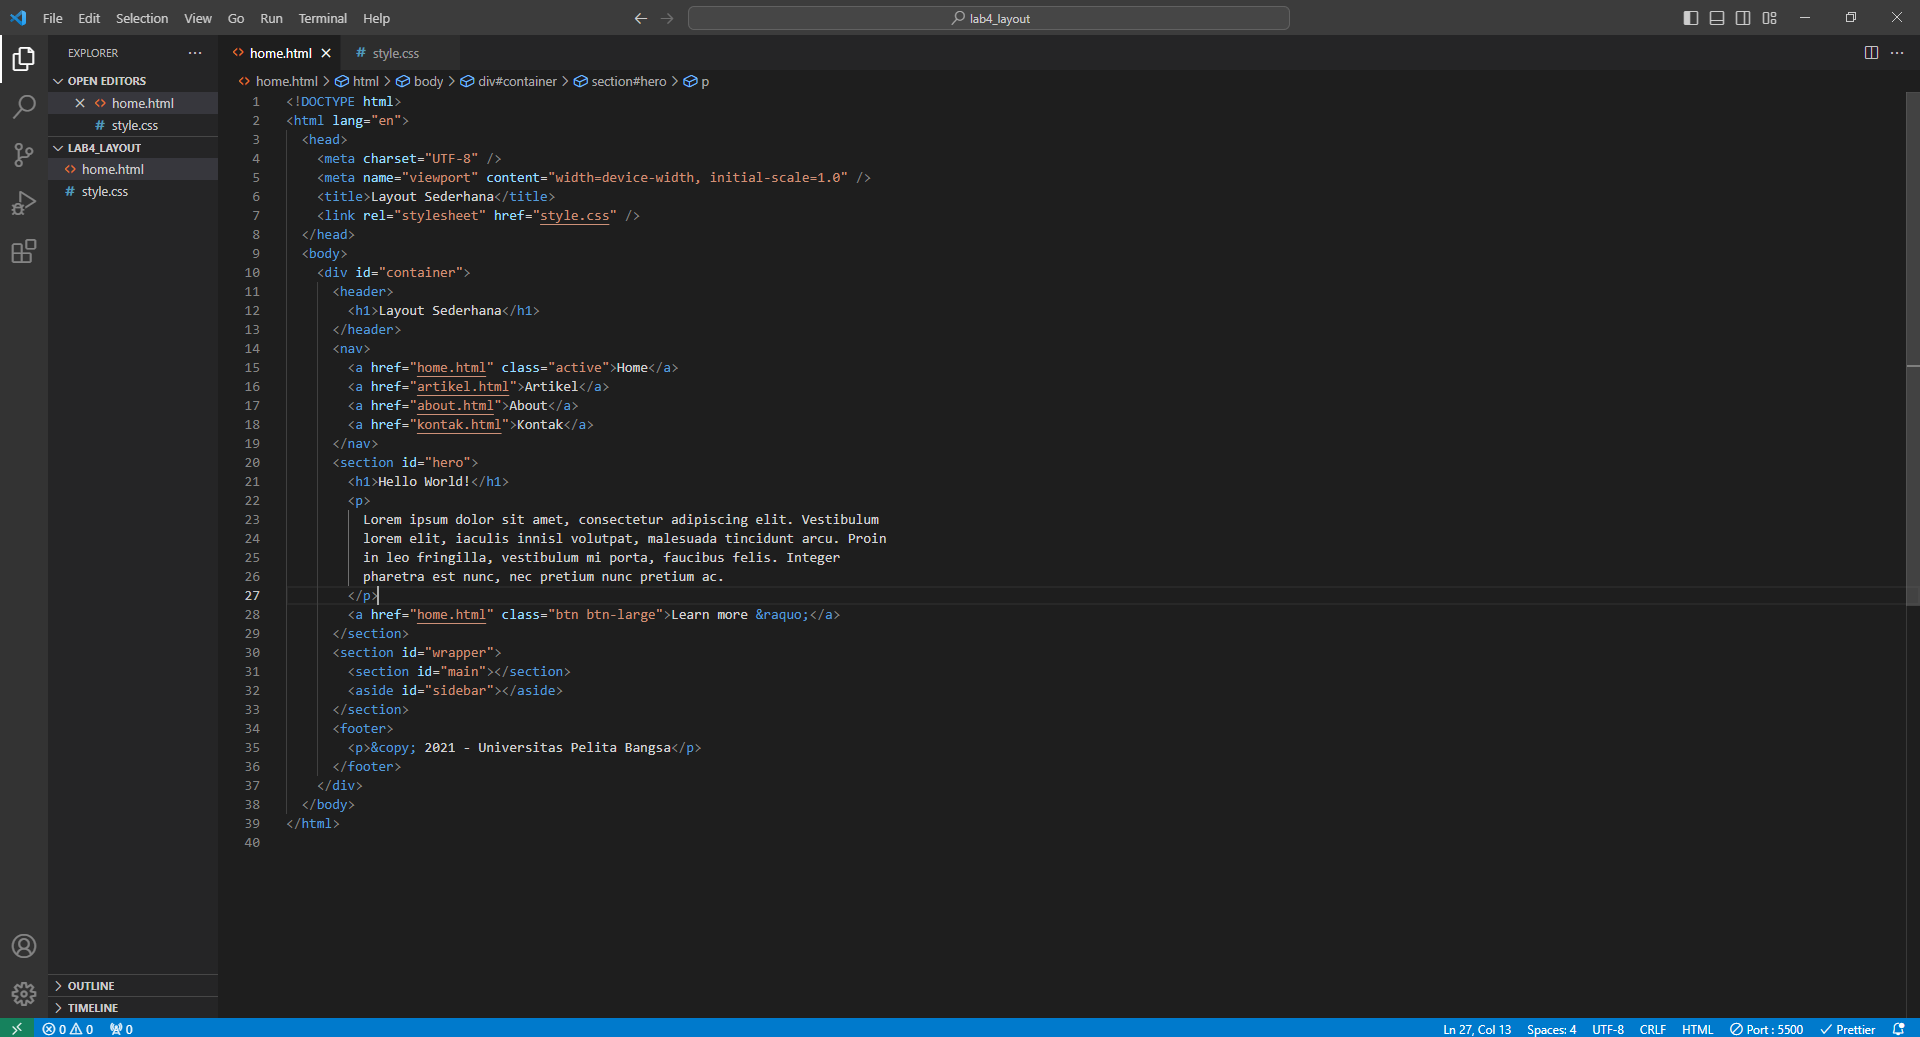 File Edit Selection View Go Run Terminal Help
lab4_layout
EXPLORER
OPEN EDITORS
home.html
style.css
LAB4_LAYOUT
home.html
style.css
OUTLINE
TIMELINE
home.html
# style.css
home.html > html > body > div#container > section#hero > p
1 <!DOCTYPE html>
2 <html lang="en">
3 <head>
4 <meta charset="UTF-8" />
5 <meta name="viewport" content="width=device-width, initial-scale=1.0" />
6 <title>Layout Sederhana</title>
7 <link rel="stylesheet" href="style.css" />
8 </head>
9 <body>
10 <div id="container">
11 <header>
12 <h1>Layout Sederhana</h1>
13 </header>
14 <nav>
15 <a href="home.html" class="active">Home</a>
16 <a href="artikel.html">Artikel</a>
17 <a href="about.html">About</a>
18 <a href="kontak.html">Kontak</a>
19 </nav>
20 <section id="hero">
21 <h1>Hello World!</h1>
22 <p>
23 Lorem ipsum dolor sit amet, consectetur adipiscing elit. Vestibulum
24 lorem elit, iaculis innisl volutpat, malesuada tincidunt arcu. Proin
25 in leo fringilla, vestibulum mi porta, faucibus felis. Integer
26 pharetra est nunc, nec pretium nunc pretium ac.
27 </p>
28 <a href="home.html" class="btn btn-large">Learn more &raquo;</a>
29 </section>
30 <section id="wrapper">
31 <section id="main"></section>
32 <aside id="sidebar"></aside>
33 </section>
34 <footer>
35 <p>&copy; 2021 - Universitas Pelita Bangsa</p>
36 </footer>
37 </div>
38 </body>
39 </html>
40
0 0 0
Ln 27, Col 13 Spaces: 4 UTF-8 CRLF HTML Port : 5500 Prettier